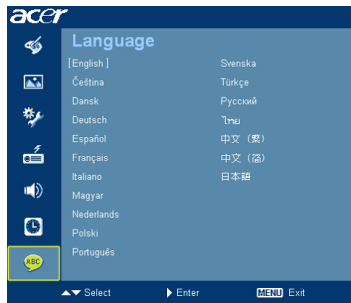 acer
Language
[English ]
Čeština
Dansk
Deutsch
Español
Français
Italiano
Magyar
Nederlands
Polski
Português
Svenska
Türkçe
Русский
ไทย
中文 (繁)
中文 (简)
日本語
ABC
Select Enter MENU Exit